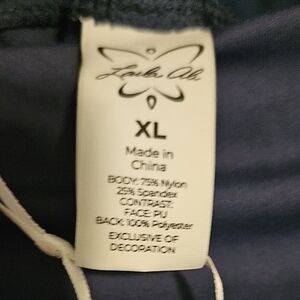 Laila Ali
XL
Made in
China
BODY: 75% Nylon
25% Spandex
CONTRAST:
FACE: PU
BACK: 100% Polyester
EXCLUSIVE OF
DECORATION